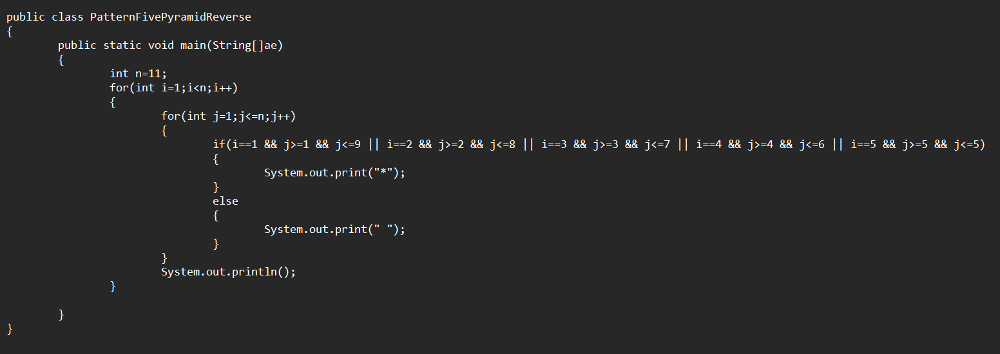 public class PatternFivePyramidReverse
{
        public static void main(String[]ae)
        {
                int n=11;
                for(int i=1;i<n;i++)
                {
                        for(int j=1;j<=n;j++)
                        {
                                if(i==1 && j>=1 && j<=9 || i==2 && j>=2 && j<=8 || i==3 && j>=3 && j<=7 || i==4 && j>=4 && j<=6 || i==5 && j>=5 && j<=5)
                                {
                                        System.out.print("*");
                                }
                                else
                                {
                                        System.out.print(" ");
                                }
                        }
                        System.out.println();
                }

        }
}